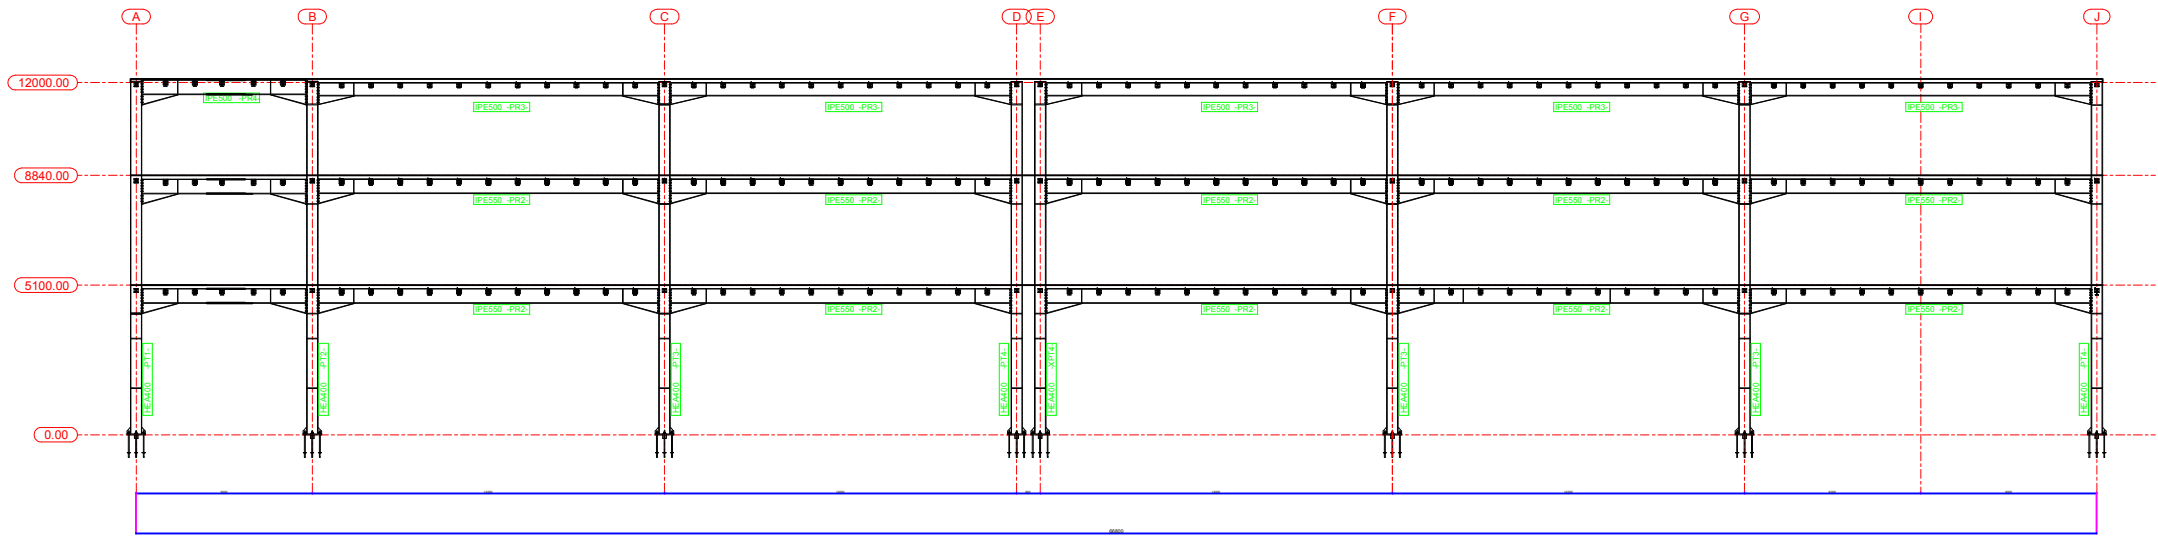 A B C D E F G I J
12000.00
IPE500 -PR4
IPE500 -PR3- IPE500 -PR3- IPE500 -PR3- IPE500 -PR3- IPE500 -PR3-
8840.00
IPE550 -PR2- IPE550 -PR2- IPE550 -PR2- IPE550 -PR2- IPE550 -PR2-
5100.00
IPE550 -PR2- IPE550 -PR2- IPE550 -PR2- IPE550 -PR2- IPE550 -PR2-
HEA400 -PT1-
HEA400 -PT2-
HEA400 -PT3-
HEA400 -PT4-
HEA400 -XPT4-
HEA400 -PT3-
HEA400 -PT3-
HEA400 -PT4-
0.00